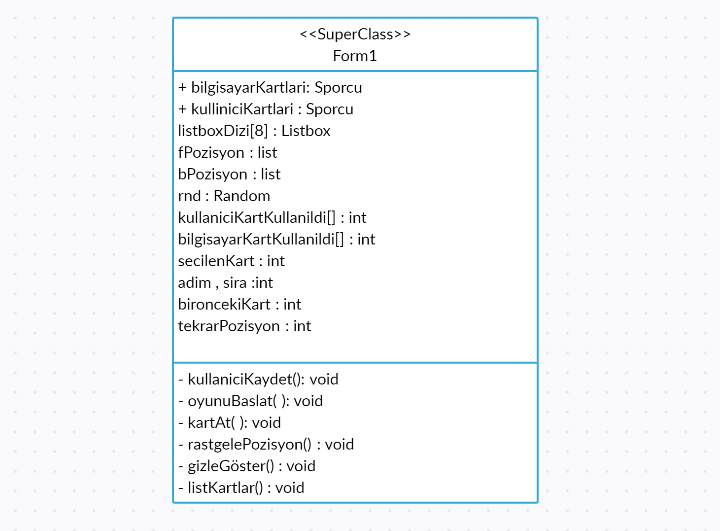 <<SuperClass>>
Form1
+ bilgisayarKartlari: Sporcu
+ kulliniciKartlari : Sporcu
listboxDizi[8] : Listbox
fPozisyon : list
bPozisyon : list
rnd : Random
kullaniciKartKullanildi[] : int
bilgisayarKartKullanildi[] : int
secilenKart : int
adim , sira :int
bironcekiKart : int
tekrarPozisyon : int
- kullaniciKaydet(): void
- oyunuBaslat( ): void
- kartAt( ): void
- rastgelePozisyon() : void
- gizleGöster() : void
- listKartlar() : void